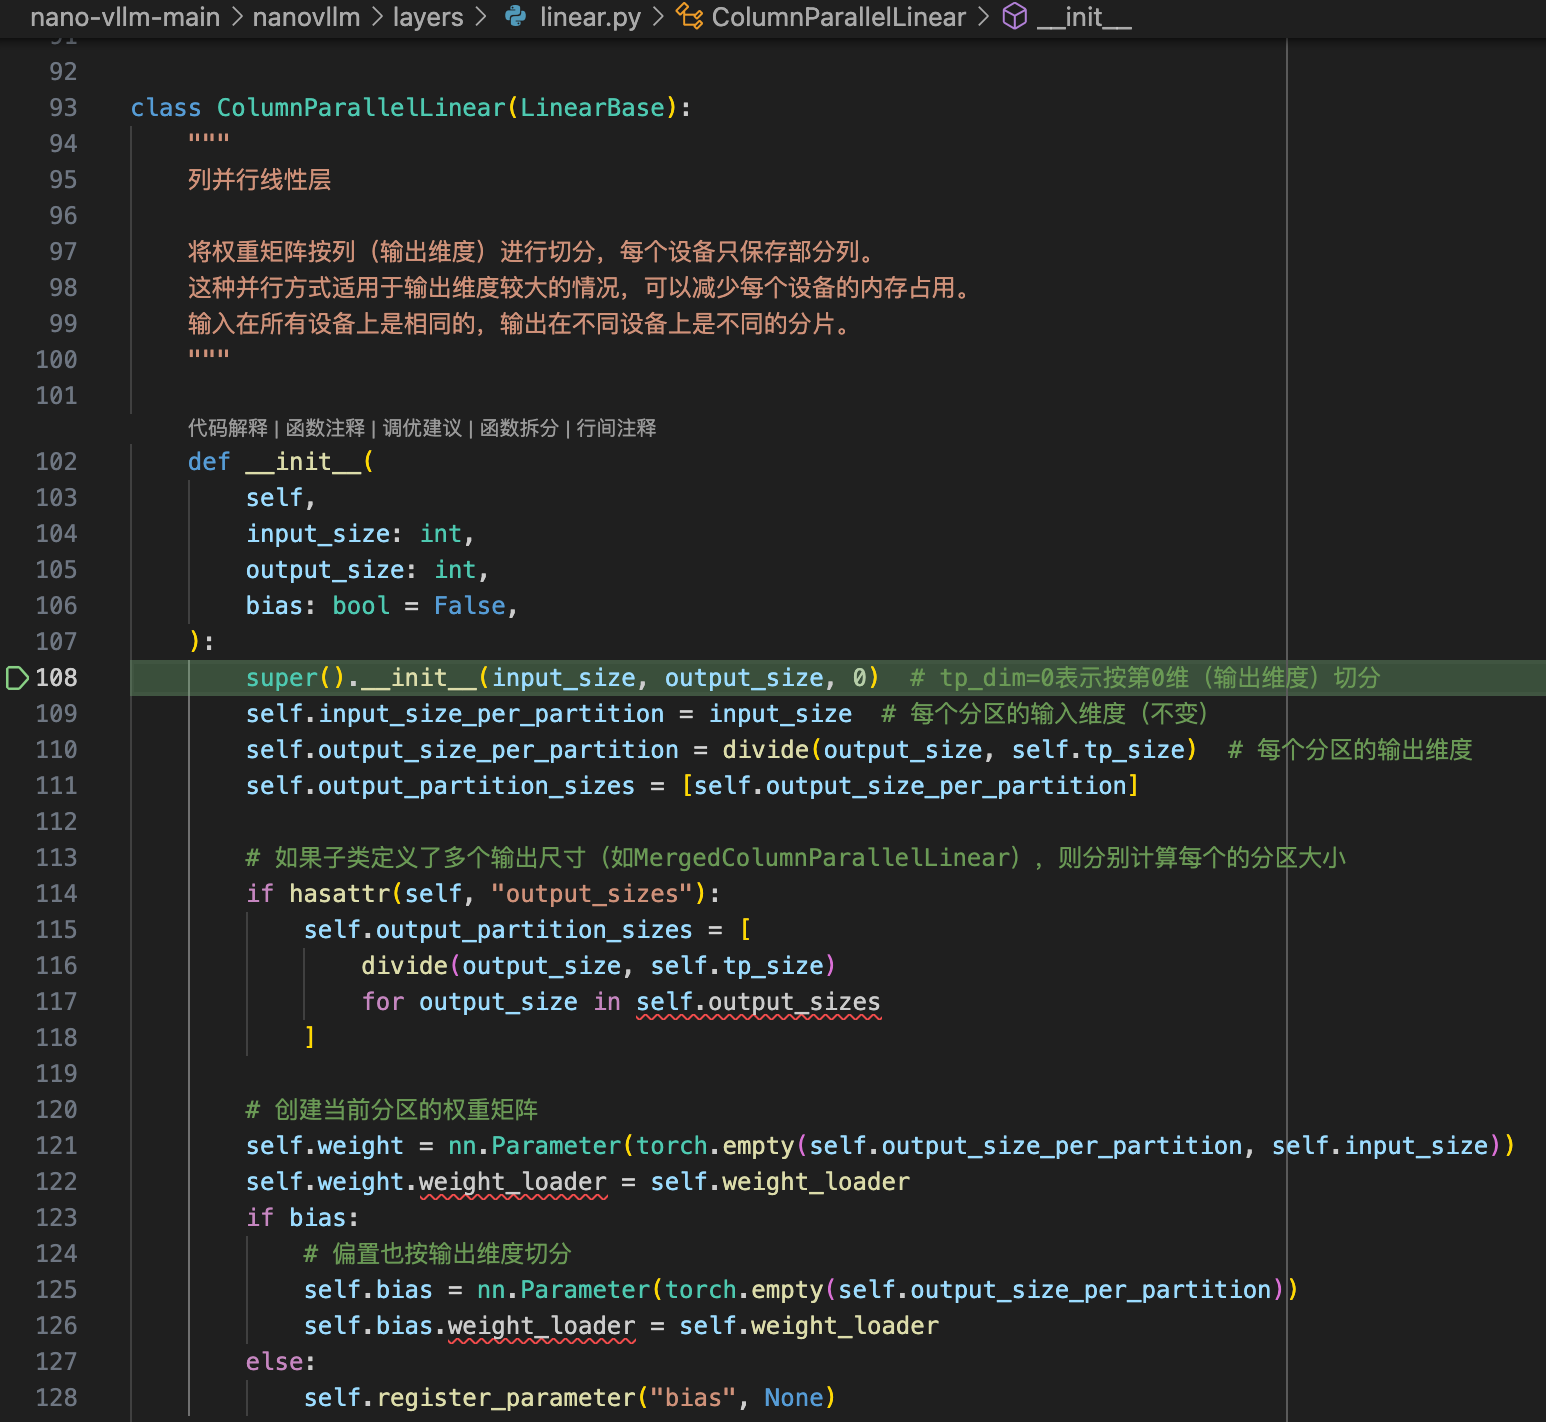 nano-vllm-main > nanovllm > layers > linear.py > ColumnParallelLinear > __init__
91
92
93 class ColumnParallelLinear(LinearBase):
94     """
95     列并行线性层
96
97     将权重矩阵按列（输出维度）进行切分，每个设备只保存部分列。
98     这种并行方式适用于输出维度较大的情况，可以减少每个设备的内存占用。
99     输入在所有设备上是相同的，输出在不同设备上是不同的分片。
100     """
101
代码解释 | 函数注释 | 调优建议 | 函数拆分 | 行间注释
102     def __init__(
103         self,
104         input_size: int,
105         output_size: int,
106         bias: bool = False,
107     ):
108         super().__init__(input_size, output_size, 0)  # tp_dim=0表示按第0维（输出维度）切分
109         self.input_size_per_partition = input_size  # 每个分区的输入维度（不变）
110         self.output_size_per_partition = divide(output_size, self.tp_size)  # 每个分区的输出维度
111         self.output_partition_sizes = [self.output_size_per_partition]
112
113         # 如果子类定义了多个输出尺寸（如MergedColumnParallelLinear），则分别计算每个的分区大小
114         if hasattr(self, "output_sizes"):
115             self.output_partition_sizes = [
116                 divide(output_size, self.tp_size)
117                 for output_size in self.output_sizes
118             ]
119
120         # 创建当前分区的权重矩阵
121         self.weight = nn.Parameter(torch.empty(self.output_size_per_partition, self.input_size))
122         self.weight.weight_loader = self.weight_loader
123         if bias:
124             # 偏置也按输出维度切分
125             self.bias = nn.Parameter(torch.empty(self.output_size_per_partition))
126             self.bias.weight_loader = self.weight_loader
127         else:
128             self.register_parameter("bias", None)